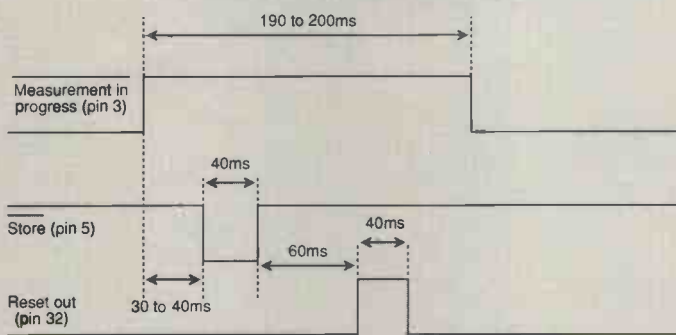 190 to 200ms
Measurement in
progress (pin 3)
40ms
Store (pin 5)
60ms
40ms
30 to 40ms
Reset out
(pin 32)